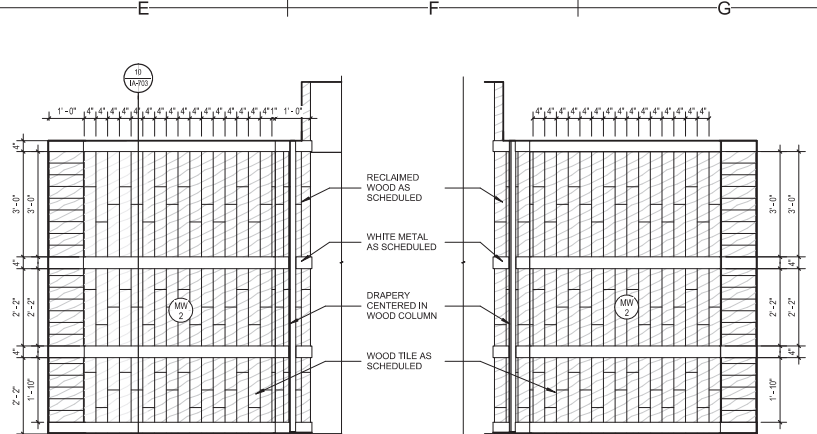 E F G
10
IA-703
1'-0" 4" 4" 4" 4" 4" 4" 4" 4" 4" 4" 4" 4" 4" 4" 4" 4" 1" 1'-0"
4" 4" 4" 4" 4" 4" 4" 4" 4" 4" 4" 4" 4" 4" 4"
4"
3'-0" 3'-0"
4"
2'-2" 2'-2"
4"
2'-2" 1'-10"
RECLAIMED
WOOD AS
SCHEDULED
WHITE METAL
AS SCHEDULED
DRAPERY
CENTERED IN
WOOD COLUMN
WOOD TILE AS
SCHEDULED
MW
2
MW
2
3'-0" 3'-0"
4"
2'-2" 2'-2"
4"
1'-10"